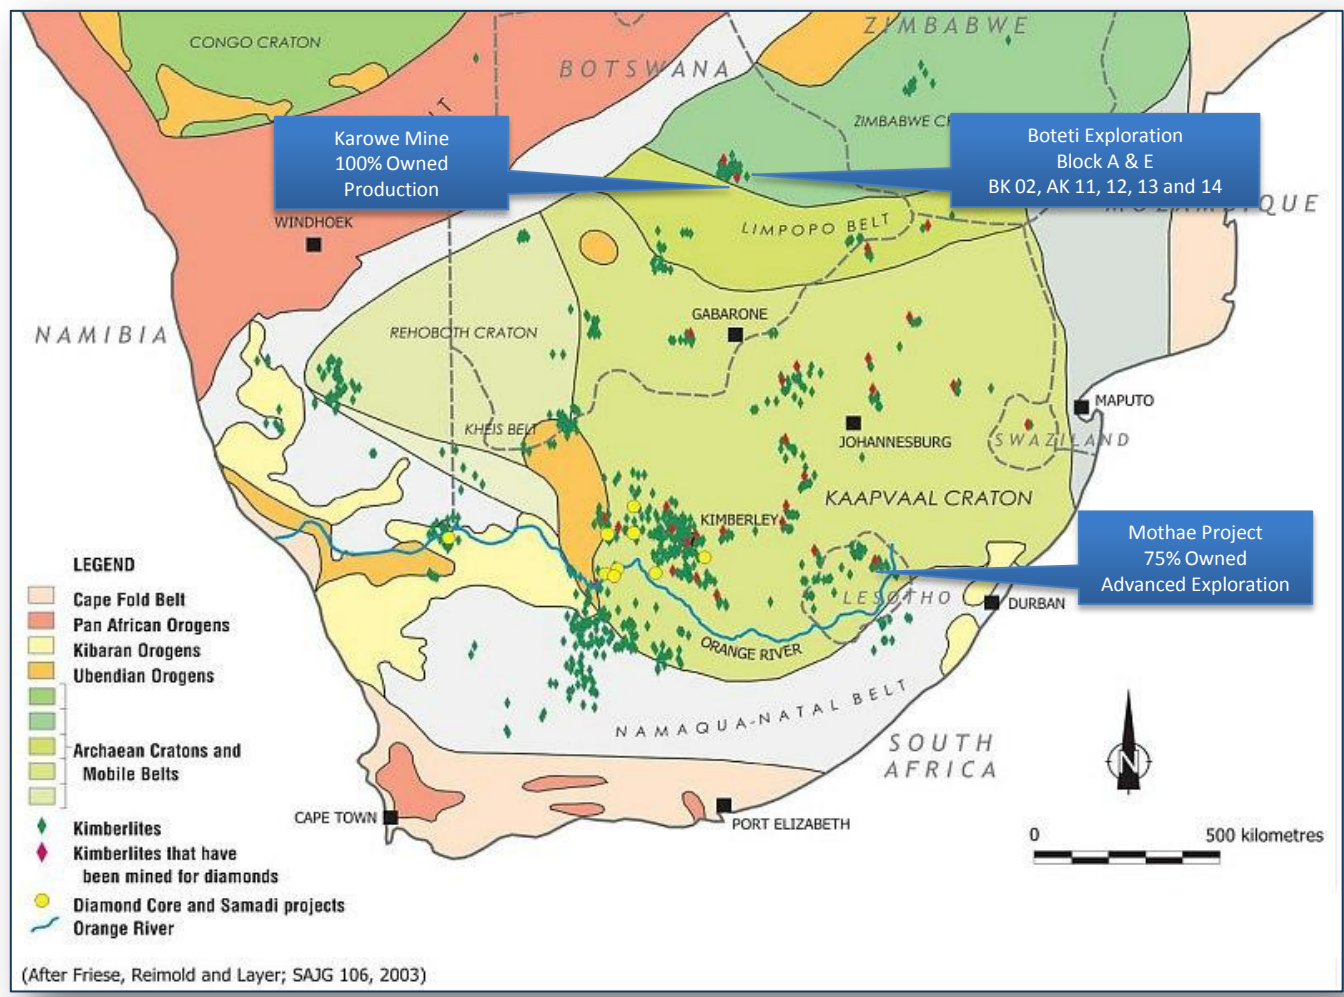 CONGO CRATON
ZIMBABWE
BOTSWANA
Karowe Mine
100% Owned
Production
ZIMBABWE
Boteti Exploration
Block A & E
BK 02, AK 11, 12, 13 and 14
WINDHOEK
LIMPOPO BELT
NAMIBIA
REHOBOTH CRATON
GABARONE
KHEIS BELT
MAPUTO
JOHANNESBURG
SWAZILAND
KAAPVAAL CRATON
KIMBERLEY
Mothae Project
75% Owned
Advanced Exploration
LESOTHO
DURBAN
ORANGE RIVER
NAMAQUA-NATAL BELT
SOUTH
AFRICA
N
CAPE TOWN
PORT ELIZABETH
0 500 kilometres
LEGEND
Cape Fold Belt
Pan African Orogens
Kibaran Orogens
Ubendian Orogens
Archaean Cratons and
Mobile Belts
Kimberlites
Kimberlites that have
been mined for diamonds
Diamond Core and Samadi projects
Orange River
(After Friese, Reimold and Layer; SAJG 106, 2003)